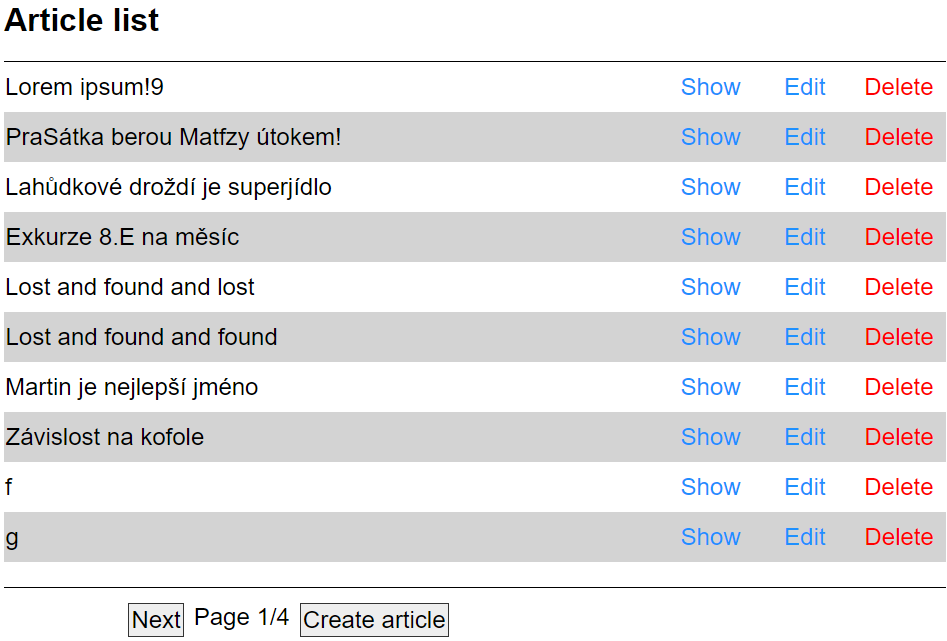 Article list
Lorem ipsum!9 Show Edit Delete
PraSátka berou Matfzy útokem! Show Edit Delete
Lahůdkové droždí je superjídlo Show Edit Delete
Exkurze 8.E na měsíc Show Edit Delete
Lost and found and lost Show Edit Delete
Lost and found and found Show Edit Delete
Martin je nejlepší jméno Show Edit Delete
Závislost na kofole Show Edit Delete
f Show Edit Delete
g Show Edit Delete
Next Page 1/4 Create article